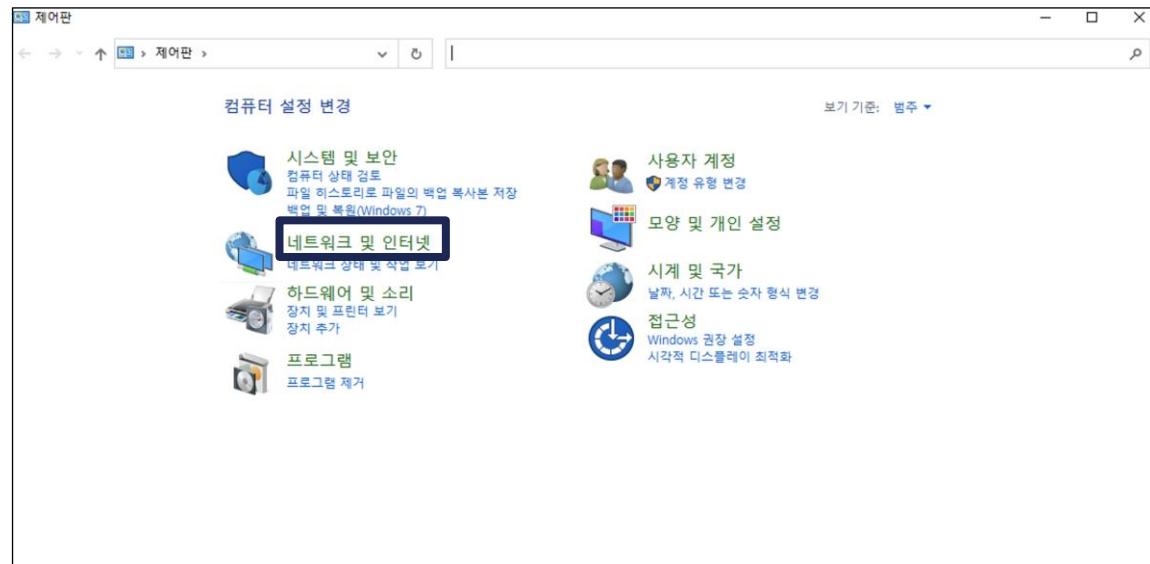 제어판
제어판
컴퓨터 설정 변경
보기 기준: 범주
시스템 및 보안
컴퓨터 상태 검토
파일 히스토리로 파일의 백업 복사본 저장
백업 및 복원(Windows 7)
네트워크 및 인터넷
네트워크 상태 및 작업 보기
하드웨어 및 소리
장치 및 프린터 보기
장치 추가
프로그램
프로그램 제거
사용자 계정
계정 유형 변경
모양 및 개인 설정
시계 및 국가
날짜, 시간 또는 숫자 형식 변경
접근성
Windows 권장 설정
시각적 디스플레이 최적화